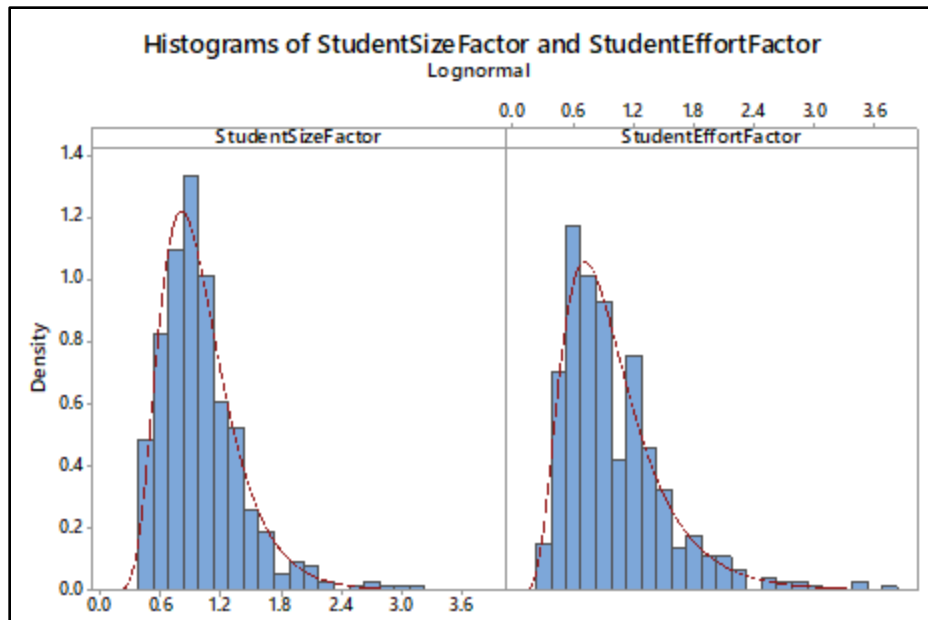 Histograms of StudentSizeFactor and StudentEffortFactor
Lognormal
0.0 0.6 1.2 1.8 2.4 3.0 3.6
StudentSizeFactor StudentEffortFactor
1.4
1.2
1.0
0.8
0.6
0.4
0.2
0.0
Density
0.0 0.6 1.2 1.8 2.4 3.0 3.6